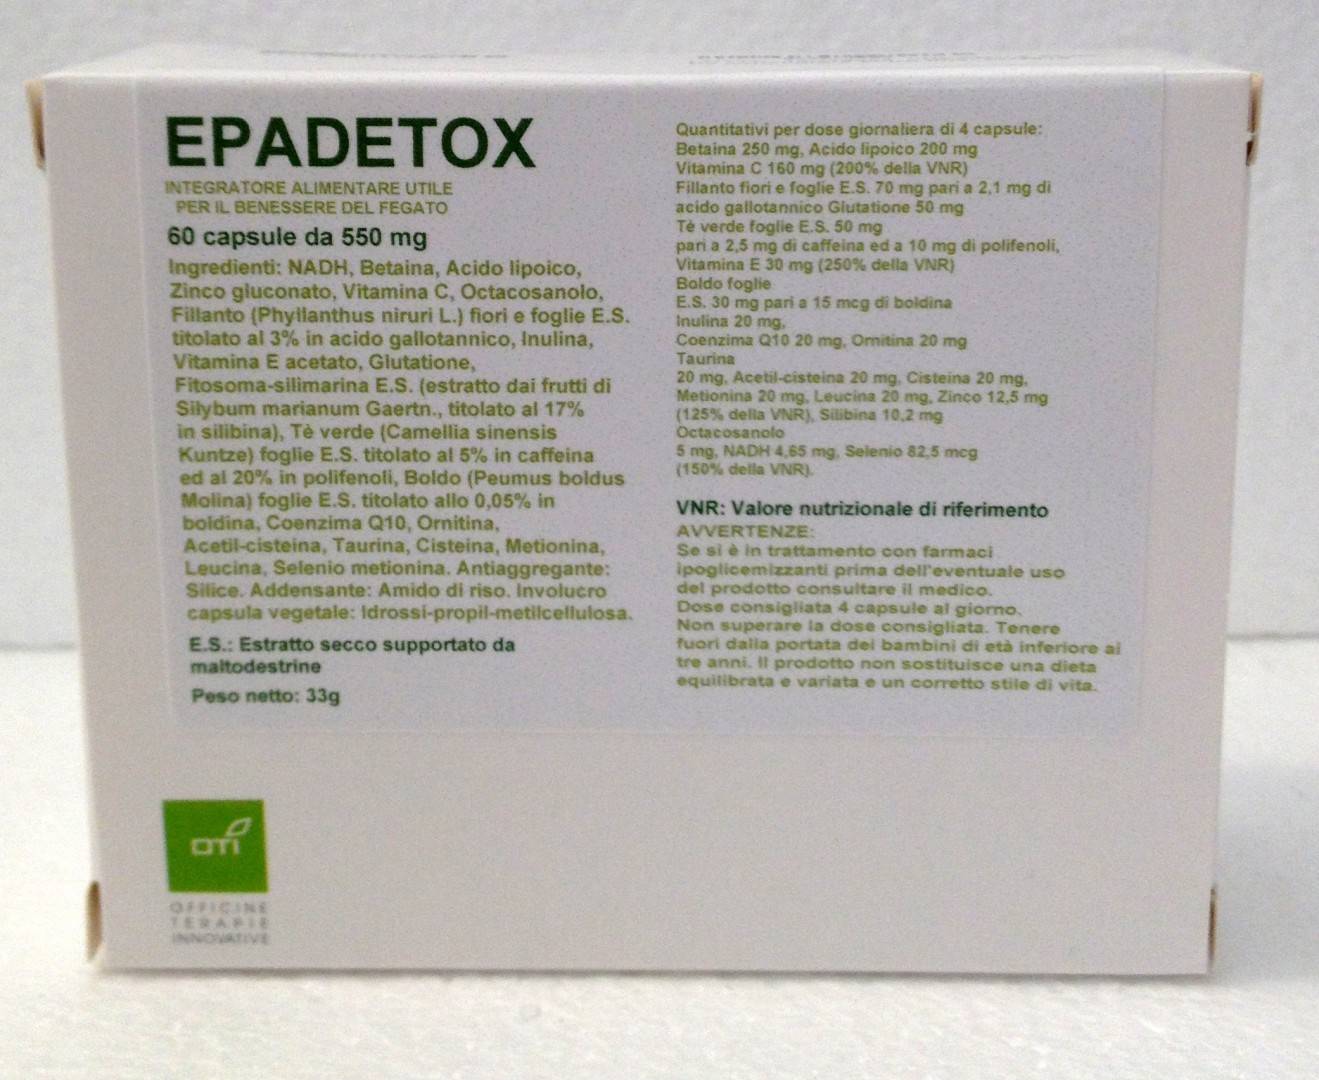 EPADETOX
INTEGRATORE ALIMENTARE UTILE
PER IL BENESSERE DEL FEGATO
60 capsule da 550 mg
Ingredienti: NADH, Betaina, Acido lipoico,
Zinco gluconato, Vitamina C, Octacosanolo,
Fillanto (Phyllanthus niruri L.) fiori e foglie E.S.
titolato al 3% in acido gallotannico, Inulina,
Vitamina E acetato, Glutatione,
Fitosoma-silimarina E.S. (estratto dai frutti di
Silybum marianum Gaertn., titolato al 17%
in silibina), Tè verde (Camellia sinensis
Kuntze) foglie E.S. titolato al 5% in caffeina
ed al 20% in polifenoli, Boldo (Peumus boldus
Molina) foglie E.S. titolato allo 0,05% in
boldina, Coenzima Q10, Ornitina,
Acetil-cisteina, Taurina, Cisteina, Metionina,
Leucina, Selenio metionina. Antiaggregante:
Silice. Addensante: Amido di riso. Involucro
capsula vegetale: Idrossi-propil-metilcellulosa.
E.S.: Estratto secco supportato da
maltodestrine
Peso netto: 33g
Quantitativi per dose giornaliera di 4 capsule:
Betaina 250 mg, Acido lipoico 200 mg
Vitamina C 160 mg (200% della VNR)
Fillanto fiori e foglie E.S. 70 mg pari a 2,1 mg di
acido gallotannico Glutatione 50 mg
Tè verde foglie E.S. 50 mg
pari a 2,5 mg di caffeina ed a 10 mg di polifenoli,
Vitamina E 30 mg (250% della VNR)
Boldo foglie
E.S. 30 mg pari a 15 mcg di boldina
Inulina 20 mg,
Coenzima Q10 20 mg, Ornitina 20 mg
Taurina
20 mg, Acetil-cisteina 20 mg, Cisteina 20 mg,
Metionina 20 mg, Leucina 20 mg, Zinco 12,5 mg
(125% della VNR), Silibina 10,2 mg
Octacosanolo
5 mg, NADH 4,65 mg, Selenio 82,5 mcg
(150% della VNR).
VNR: Valore nutrizionale di riferimento
AVVERTENZE:
Se si è in trattamento con farmaci
ipoglicemizzanti prima dell'eventuale uso
del prodotto consultare il medico.
Dose consigliata 4 capsule al giorno.
Non superare la dose consigliata. Tenere
fuori dalla portata dei bambini di età inferiore ai
tre anni. Il prodotto non sostituisce una dieta
equilibrata e variata e un corretto stile di vita.
OTI
OFFICINE
TERAPIE
INNOVATIVE